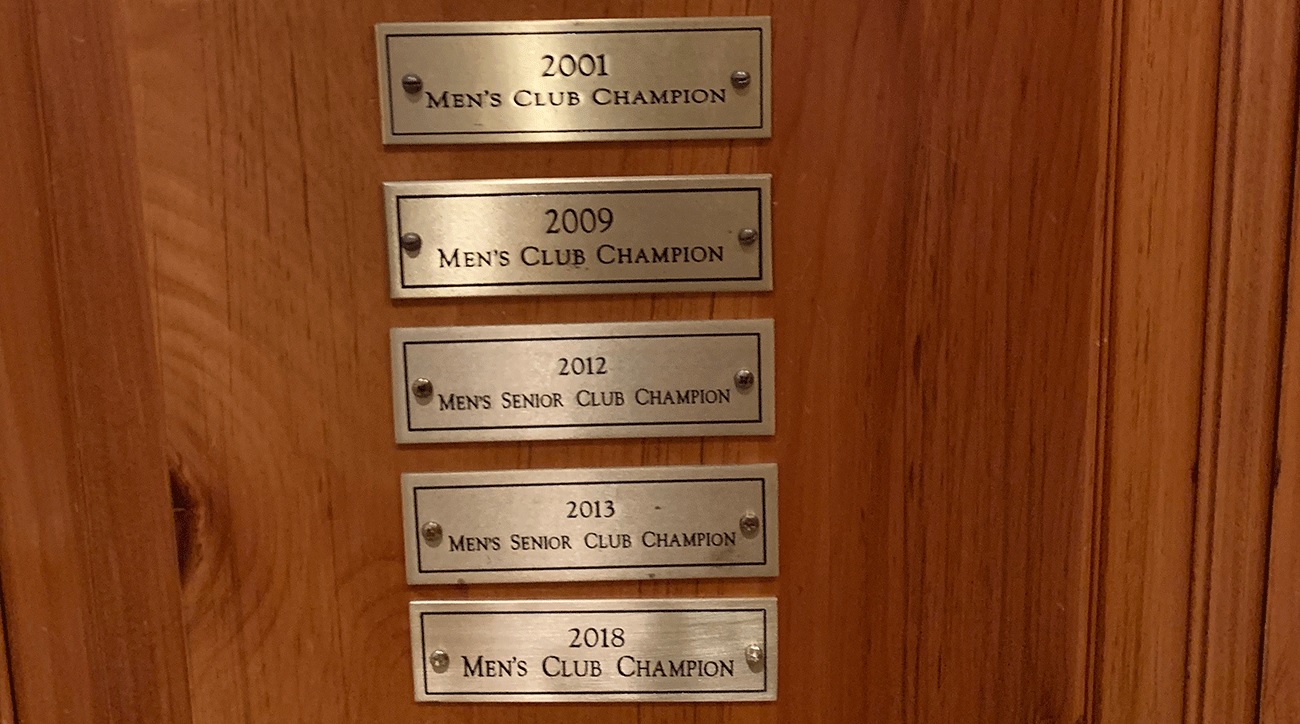 2001
MEN'S CLUB CHAMPION
2009
MEN'S CLUB CHAMPION
2012
MEN'S SENIOR CLUB CHAMPION
2013
MEN'S SENIOR CLUB CHAMPION
2018
MEN'S CLUB CHAMPION